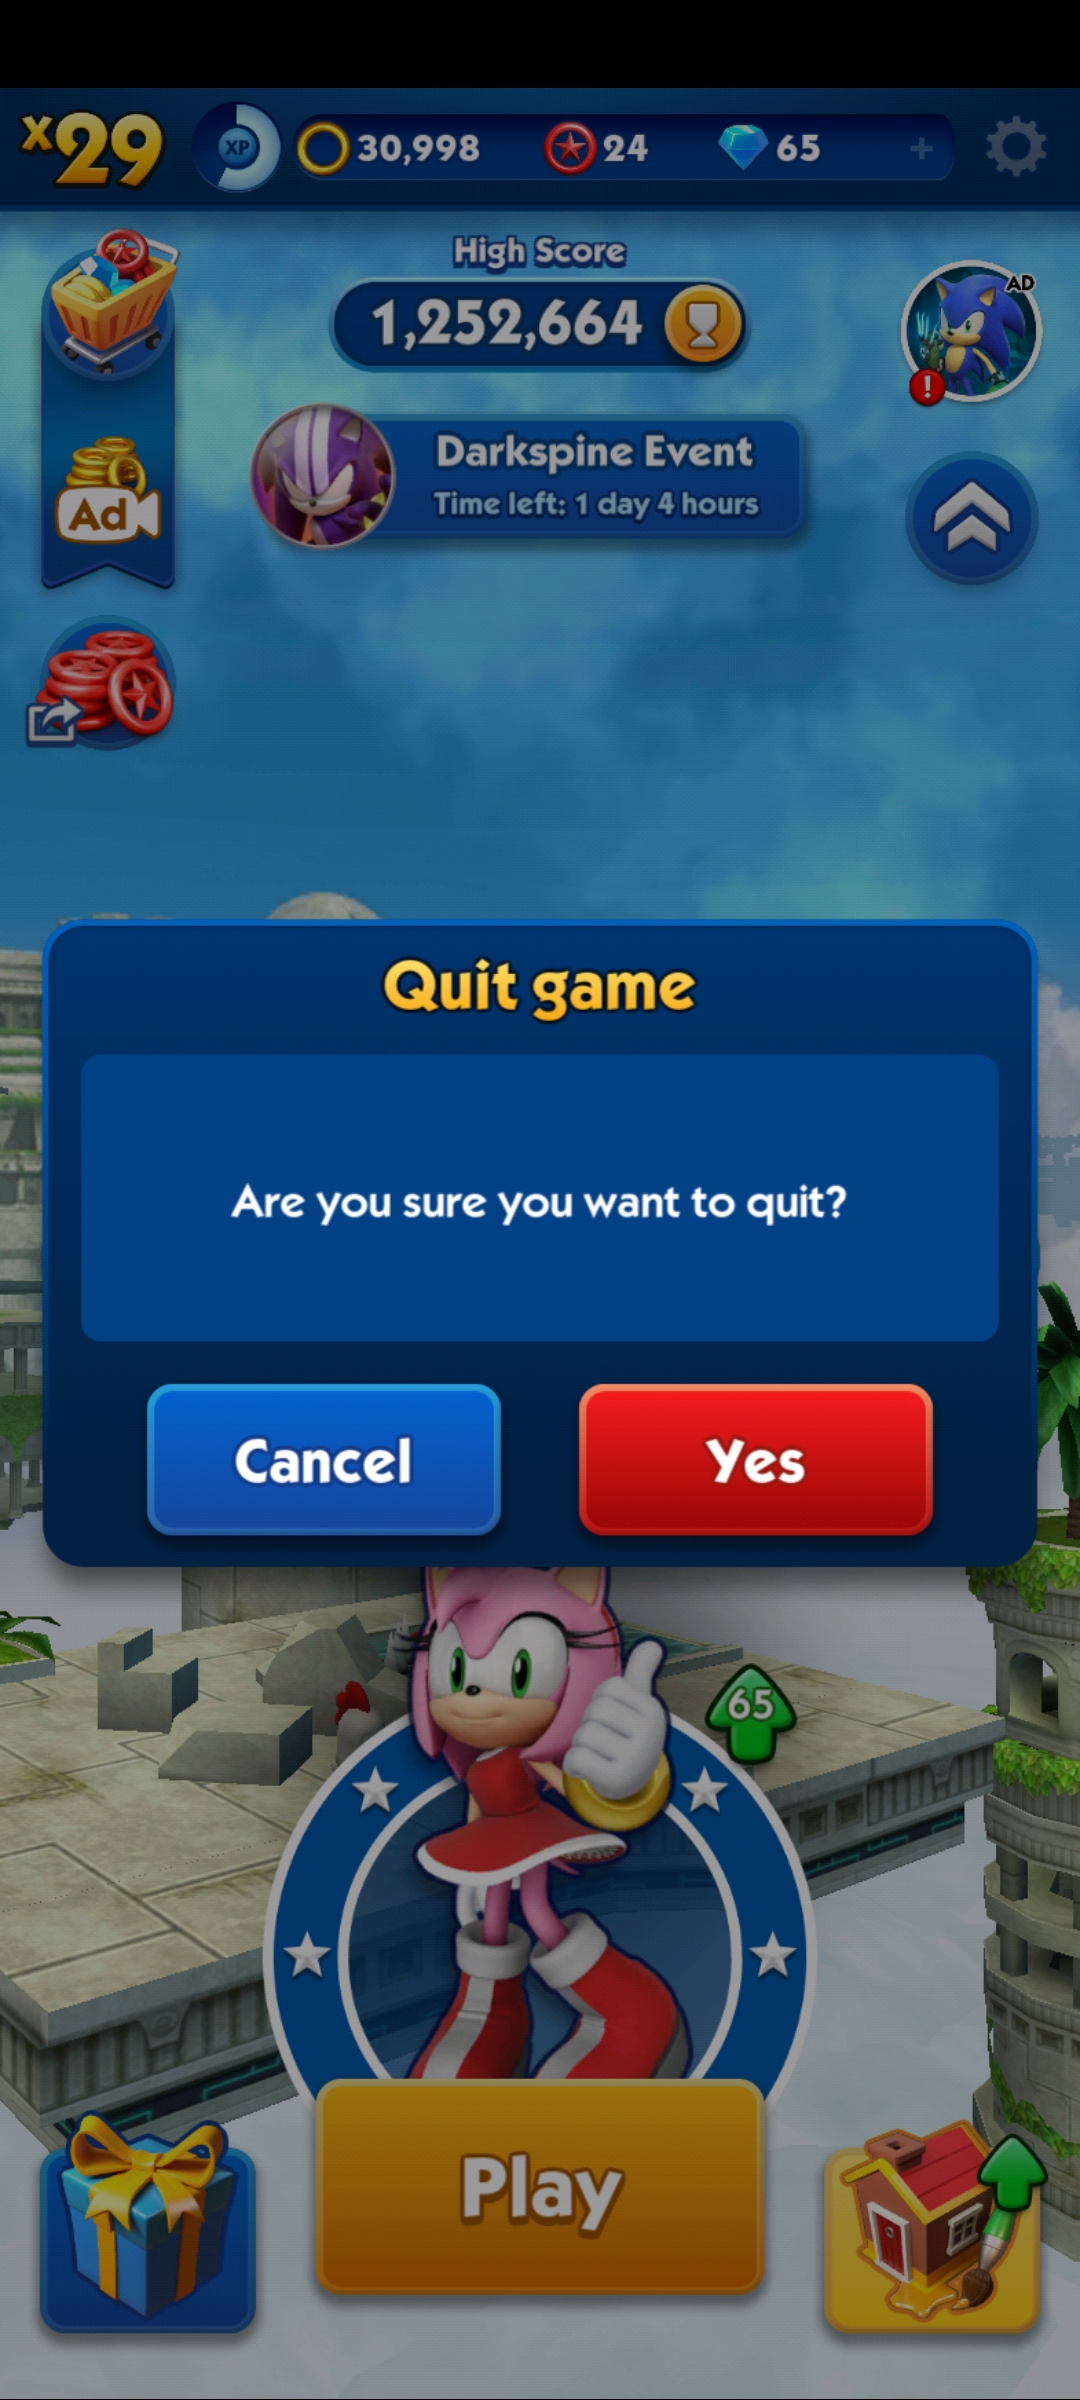 x29
XP
30,998
24
65
+
High Score
1,252,664
AD
!
Darkspine Event
Time left: 1 day 4 hours
Ad
Quit game
Are you sure you want to quit?
Cancel
Yes
65
Play